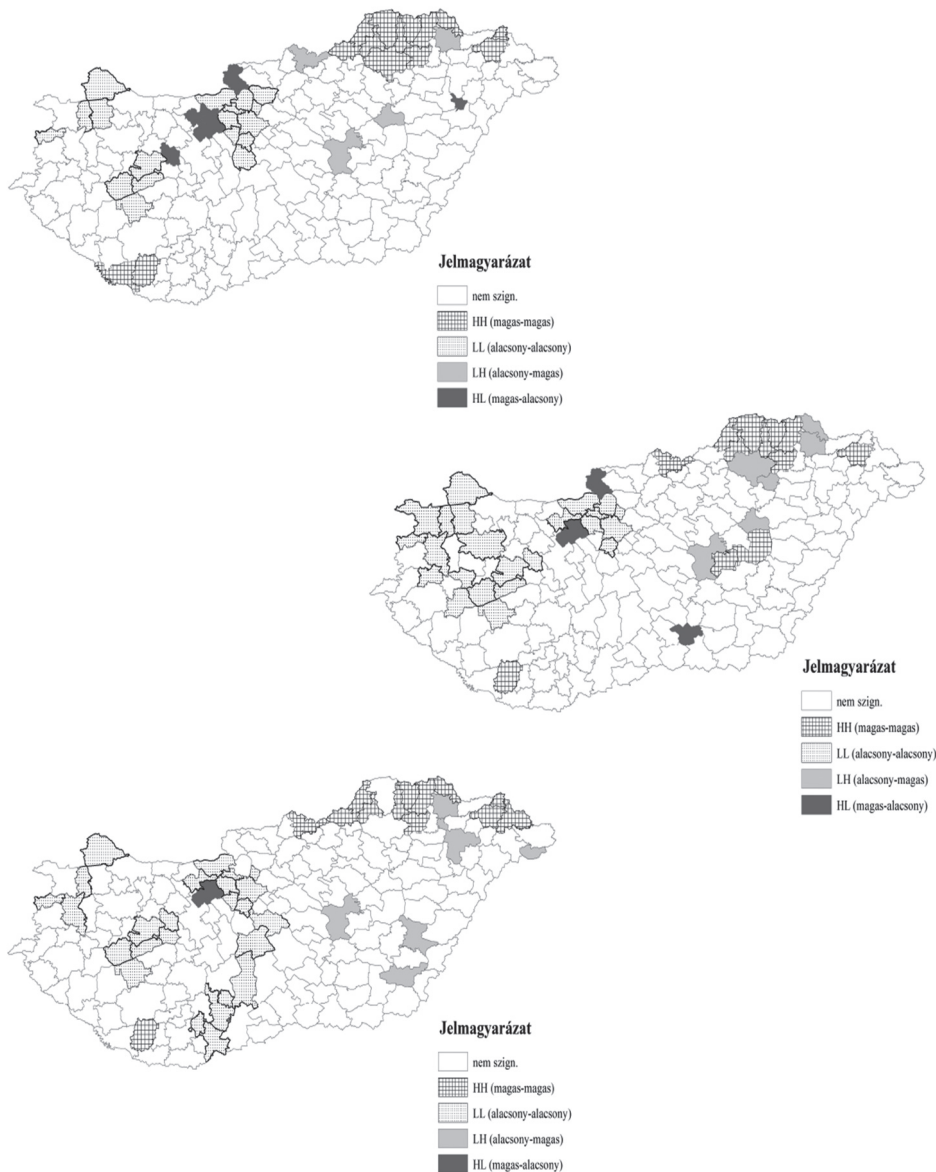 Jelmagyarázat
nem szign.
HH (magas-magas)
LL (alacsony-alacsony)
LH (alacsony-magas)
HL (magas-alacsony)
Jelmagyarázat
nem szign.
HH (magas-magas)
LL (alacsony-alacsony)
LH (alacsony-magas)
HL (magas-alacsony)
Jelmagyarázat
nem szign.
HH (magas-magas)
LL (alacsony-alacsony)
LH (alacsony-magas)
HL (magas-alacsony)